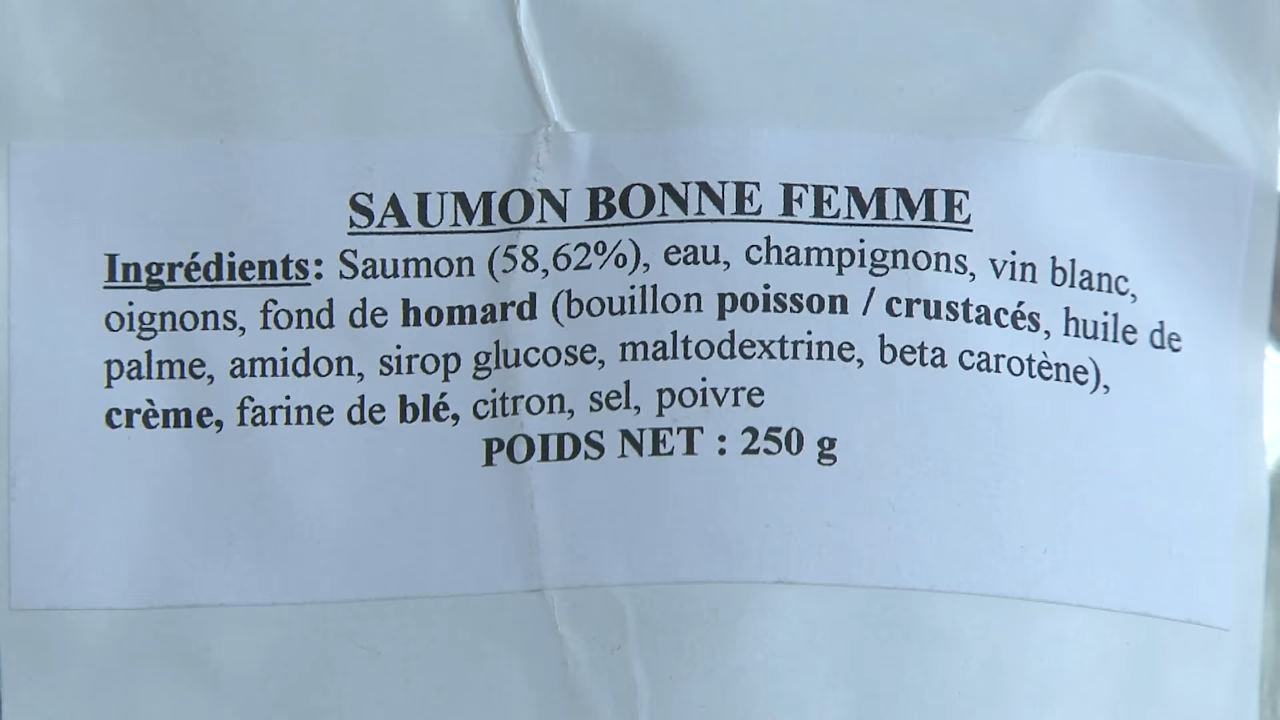 SAUMON BONNE FEMME
Ingrédients: Saumon (58,62%), eau, champignons, vin blanc,
oignons, fond de homard (bouillon poisson / crustacés, huile de
palme, amidon, sirop glucose, maltodextrine, beta carotène),
crème, farine de blé, citron, sel, poivre
POIDS NET : 250 g